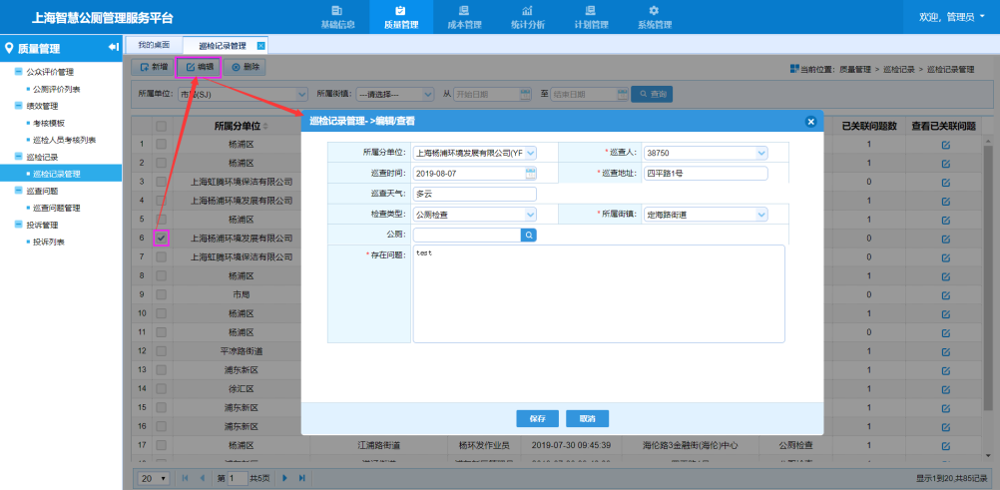 上海智慧公厕管理服务平台
基础信息 质量管理 成本管理 统计分析 计划管理 系统管理
欢迎, 管理员
质量管理
我的桌面 巡检记录管理
新增 编辑 删除
当前位置：质量管理 > 巡检记录 > 巡检记录管理
公众评价管理
公厕评价列表
绩效管理
考核模板
巡检人员考核列表
巡检记录
巡检记录管理
巡查问题
巡查问题管理
投诉管理
投诉列表
所属单位: 市局(SJ) 所属街镇: ---请选择--- 从 开始日期 至 结束日期 查询
所属分单位 已关联问题数 查看已关联问题
1 杨浦区 1
2 杨浦区 1
3 上海虹腾环境保洁有限公司 0
4 上海杨浦环境发展有限公司 1
5 杨浦区 1
6 上海杨浦环境发展有限公司 0
7 上海虹腾环境保洁有限公司 0
8 杨浦区 1
9 市局 0
10 杨浦区 1
11 杨浦区 0
12 平凉路街道 1
13 浦东新区 1
14 徐汇区 1
15 浦东新区 1
16 浦东新区 1
17 杨浦区 江浦路街道 杨环发作业员 2019-07-30 09:45:39 海伦路3金融街(海伦)中心 公厕检查 1
巡检记录管理- >编辑/查看
所属分单位: 上海杨浦环境发展有限公司(YF *巡查人: 38750
巡查时间: 2019-08-07 *巡查地址: 四平路1号
巡查天气: 多云
检查类型: 公厕检查 *所属街镇: 定海路街道
公厕:
*存在问题: test
保存 取消
20 第 1 共5页 显示1到20,共85记录